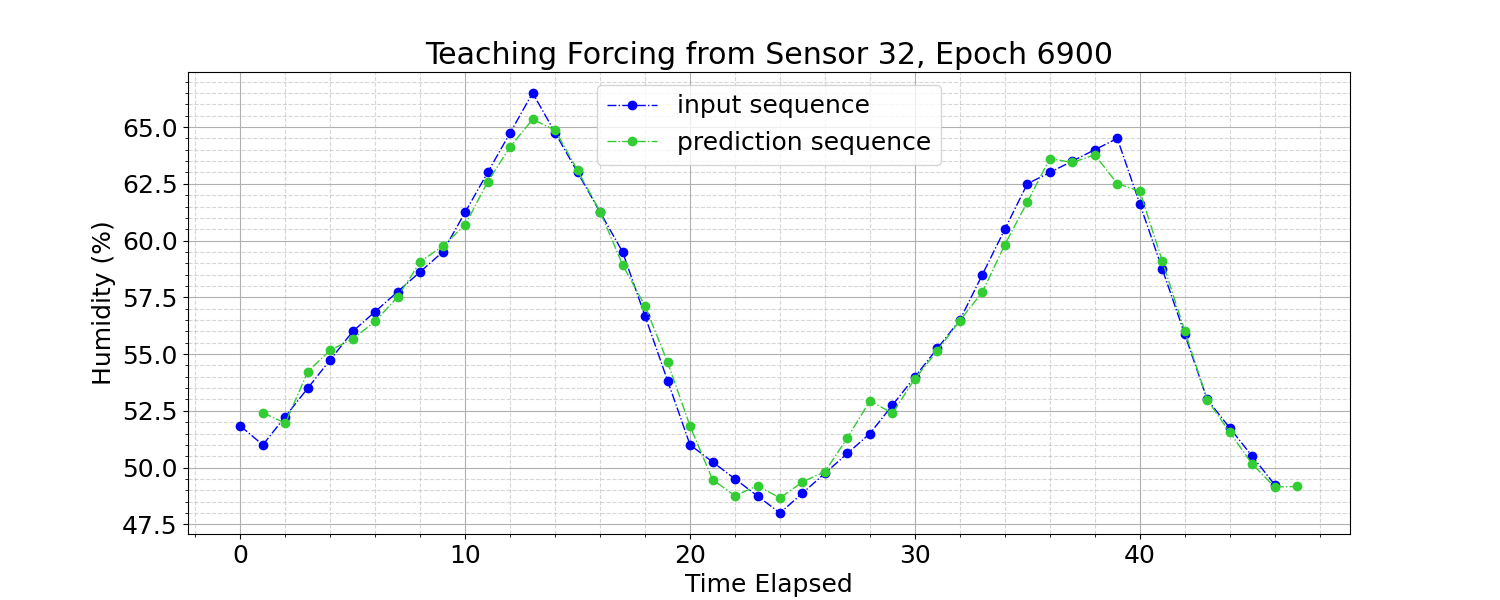 Teaching Forcing from Sensor 32, Epoch 6900
input sequence
prediction sequence
Humidity (%)
65.0
62.5
60.0
57.5
55.0
52.5
50.0
47.5
0 10 20 30 40
Time Elapsed